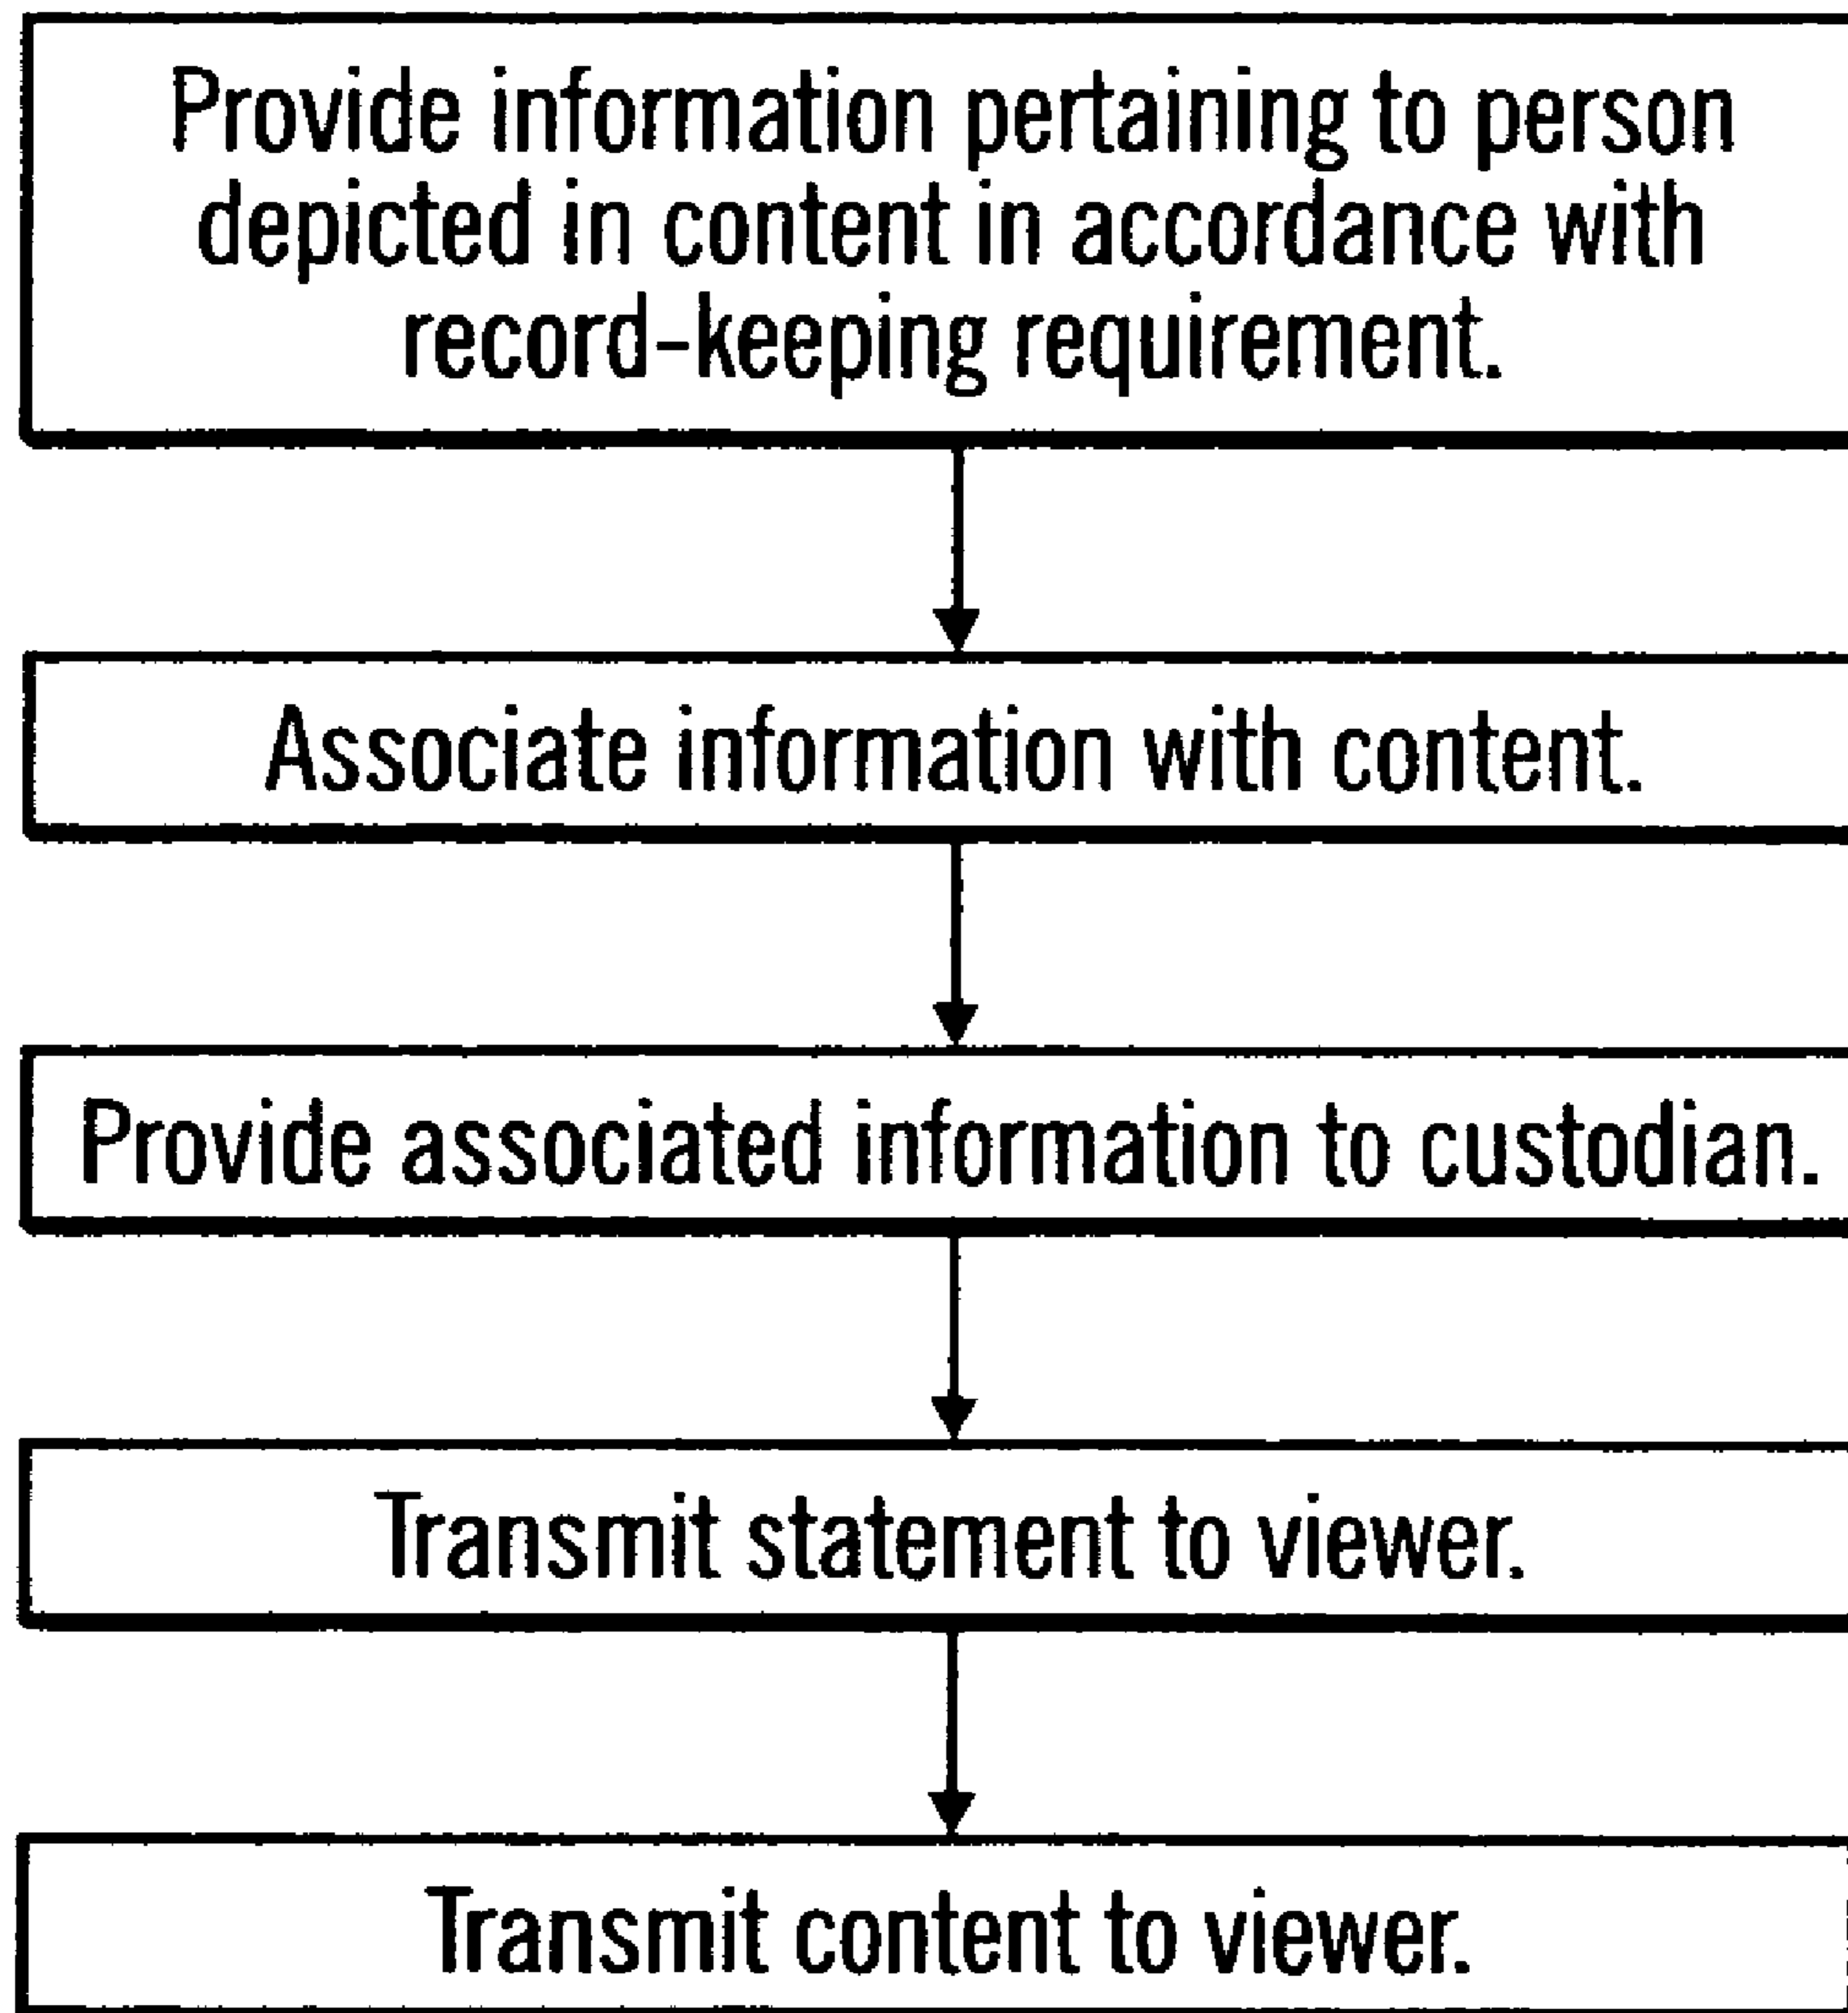 Provide information pertaining to person
depicted in content in accordance with
record-keeping requirement.
Associate information with content.
Provide associated information to custodian.
Transmit statement to viewer.
Transmit content to viewer.